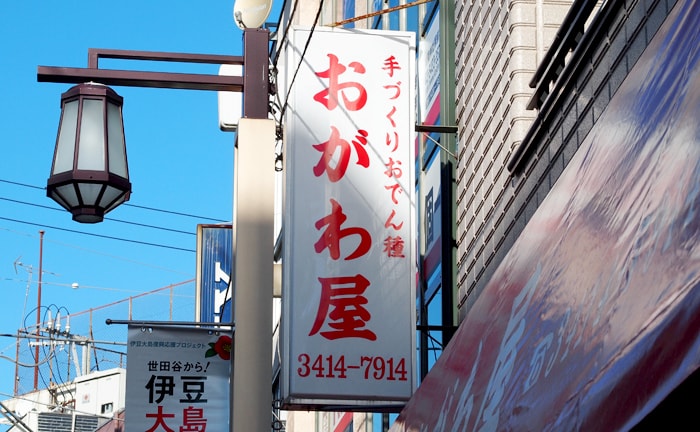 手づくりおでん種
おがわ屋
3414-7914
伊豆大島復興応援プロジェクト
世田谷から!
伊豆
大島